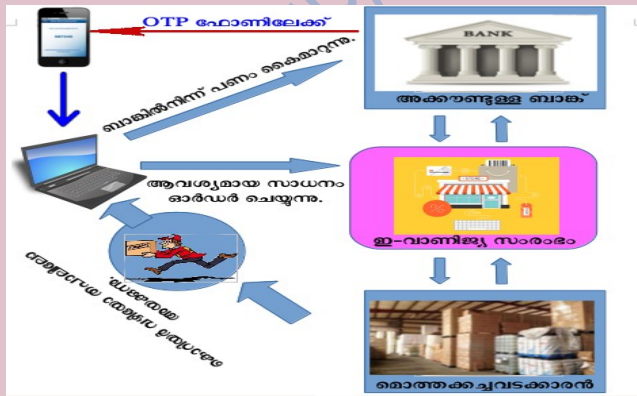 OTP ഫോണിലേക്ക്
BANK
ബാങ്കിൽനിന്ന് പണം കൈമാറുന്നു.
അക്കൗണ്ടുള്ള ബാങ്ക്
ആവശ്യമായ സാധനം
ഓർഡർ ചെയ്യുന്നു.
ഇ-വാണിജ്യ സംരംഭം
മൊത്തക്കച്ചവടക്കാരൻ